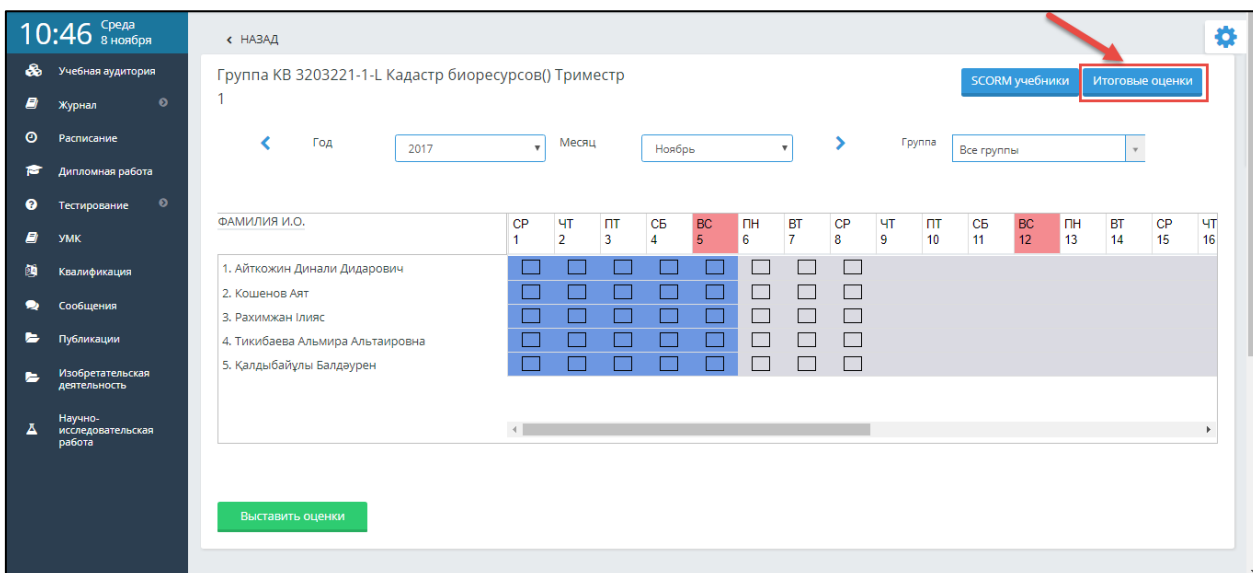 10:46 Среда
8 ноября
Учебная аудитория
Журнал
Расписание
Дипломная работа
Тестирование
УМК
Квалификация
Сообщения
Публикации
Изобретательская
деятельность
Научно-
исследовательская
работа
НАЗАД
Группа КВ 3203221-1-L Кадастр биоресурсов() Триместр
1
SCORM учебники
Итоговые оценки
Год
2017
Месяц
Ноябрь
Группа
Все группы
ФАМИЛИЯ И.О.
СР ЧТ ПТ СБ ВС ПН ВТ СР ЧТ ПТ СБ ВС ПН ВТ СР ЧТ
1 2 3 4 5 6 7 8 9 10 11 12 13 14 15 16
1. Айткожин Динали Дидарович
2. Кошенов Аят
3. Рахимжан Ілияс
4. Тикибаева Альмира Альтаировна
5. Қалдыбайұлы Балдәурен
Выставить оценки